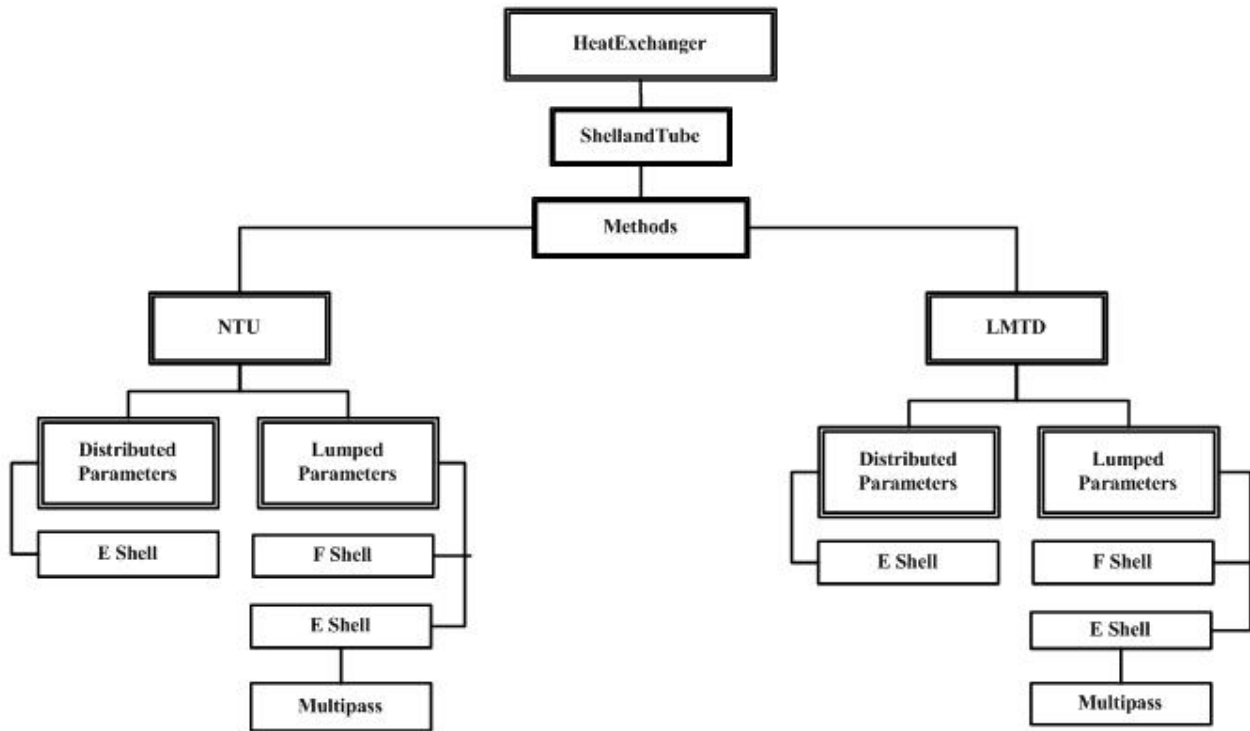 HeatExchanger
ShellandTube
Methods
NTU
LMTD
Distributed
Parameters
Lumped
Parameters
E Shell
F Shell
E Shell
Multipass
Distributed
Parameters
Lumped
Parameters
E Shell
F Shell
E Shell
Multipass